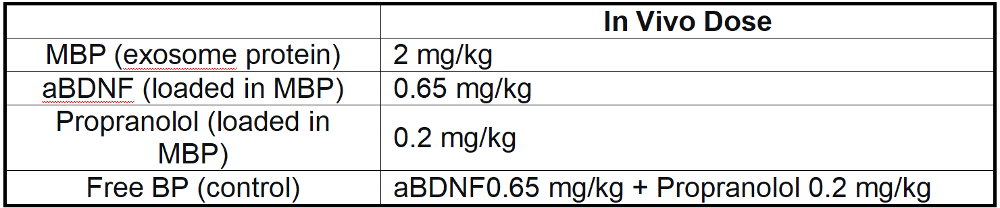 In Vivo Dose
MBP (exosome protein)
2 mg/kg
aBDNF (loaded in MBP)
0.65 mg/kg
Propranolol (loaded in
MBP)
0.2 mg/kg
Free BP (control)
aBDNF0.65 mg/kg + Propranolol 0.2 mg/kg